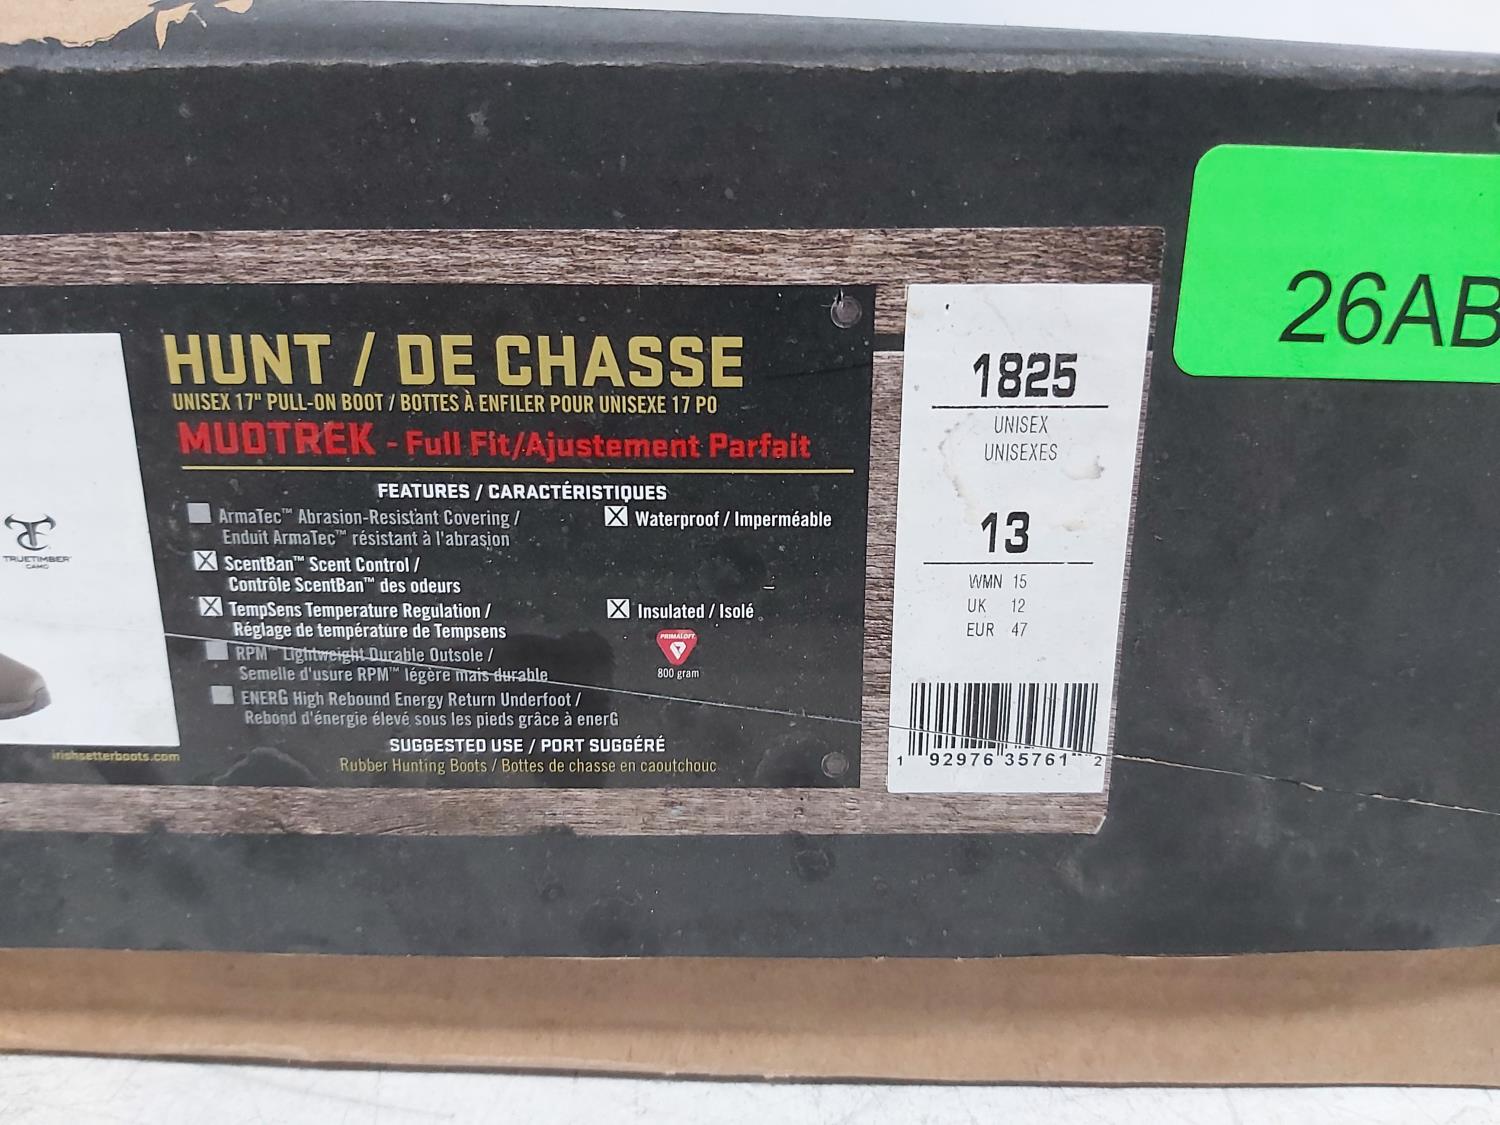 26AB
HUNT / DE CHASSE
UNISEX 17" PULL-ON BOOT / BOTTES À ENFILER POUR UNISEXE 17 PO
MUDTREK - Full Fit/Ajustement Parfait
FEATURES / CARACTÉRISTIQUES
ArmaTec™ Abrasion-Resistant Covering /
Enduit ArmaTec™ résistant à l'abrasion
ScentBan™ Scent Control /
Contrôle ScentBan™ des odeurs
TempSens Temperature Regulation /
Réglage de température de Tempsens
RPM™ Lightweight Durable Outsole /
Semelle d'usure RPM™ légère mais durable
ENERG High Rebound Energy Return Underfoot /
Rebond d'énergie élevé sous les pieds grâce à enerG
Waterproof / Imperméable
Insulated / Isolé
PRIMALOFT
800 gram
SUGGESTED USE / PORT SUGGÉRÉ
Rubber Hunting Boots / Bottes de chasse en caoutchouc
TRUETIMBER
CAMO
irishsetterboots.com
1825
UNISEX
UNISEXES
13
WMN 15
UK 12
EUR 47
1 92976 35761 2